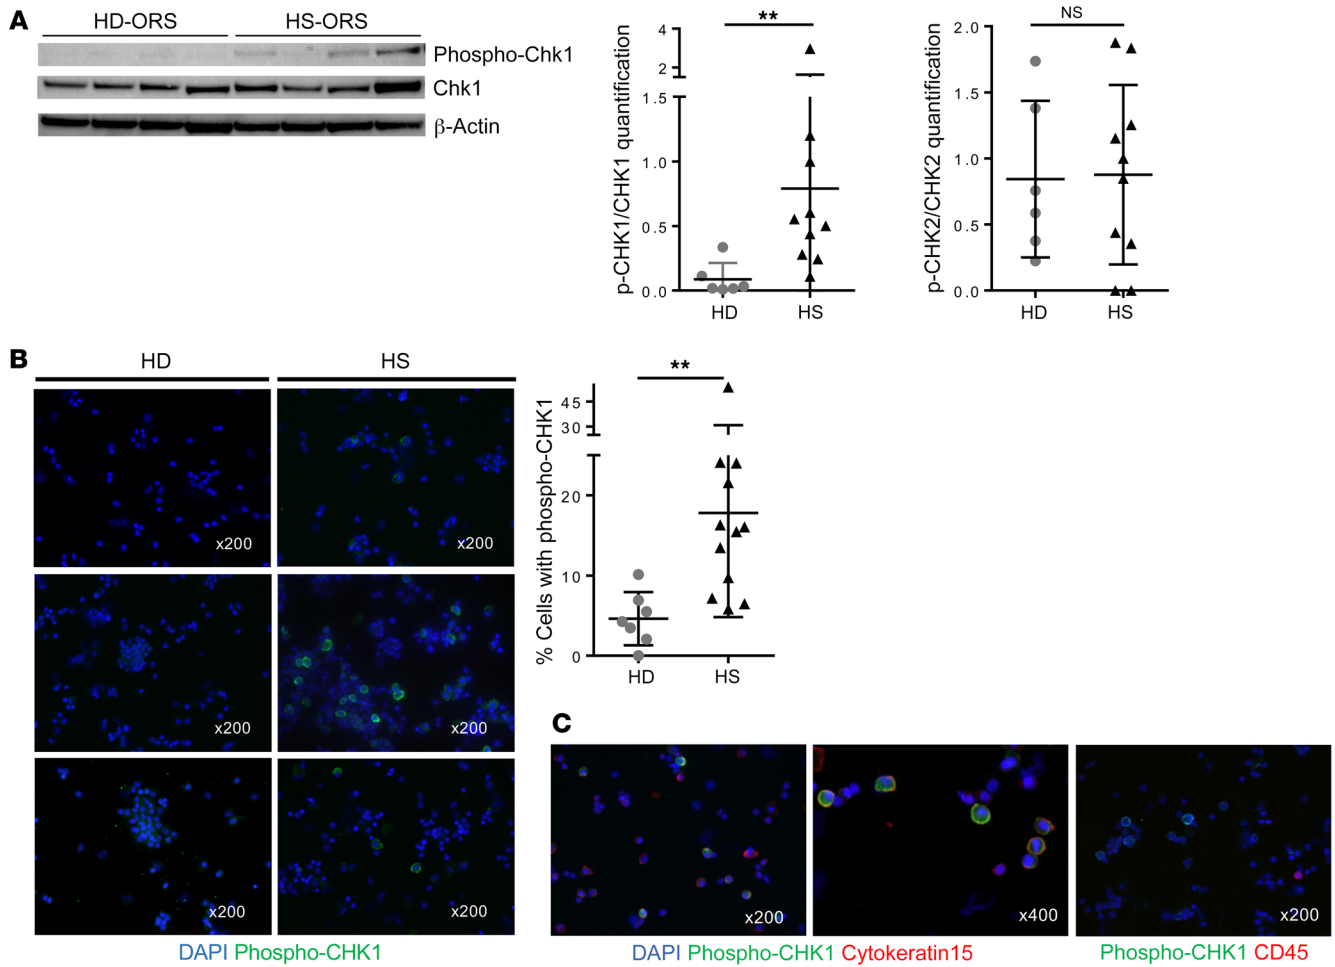 A
HD-ORS HS-ORS
Phospho-Chk1
Chk1
β-Actin
p-CHK1/CHK1 quantification
4
2
1.5
1.0
0.5
0.0
**
HD HS
p-CHK2/CHK2 quantification
2.0
1.5
1.0
0.5
0.0
NS
HD HS
B
HD HS
x200 x200
x200 x200
x200 x200
DAPI Phospho-CHK1
% Cells with phospho-CHK1
45
30
20
10
0
**
HD HS
C
x200 x400 x200
DAPI Phospho-CHK1 Cytokeratin15
Phospho-CHK1 CD45